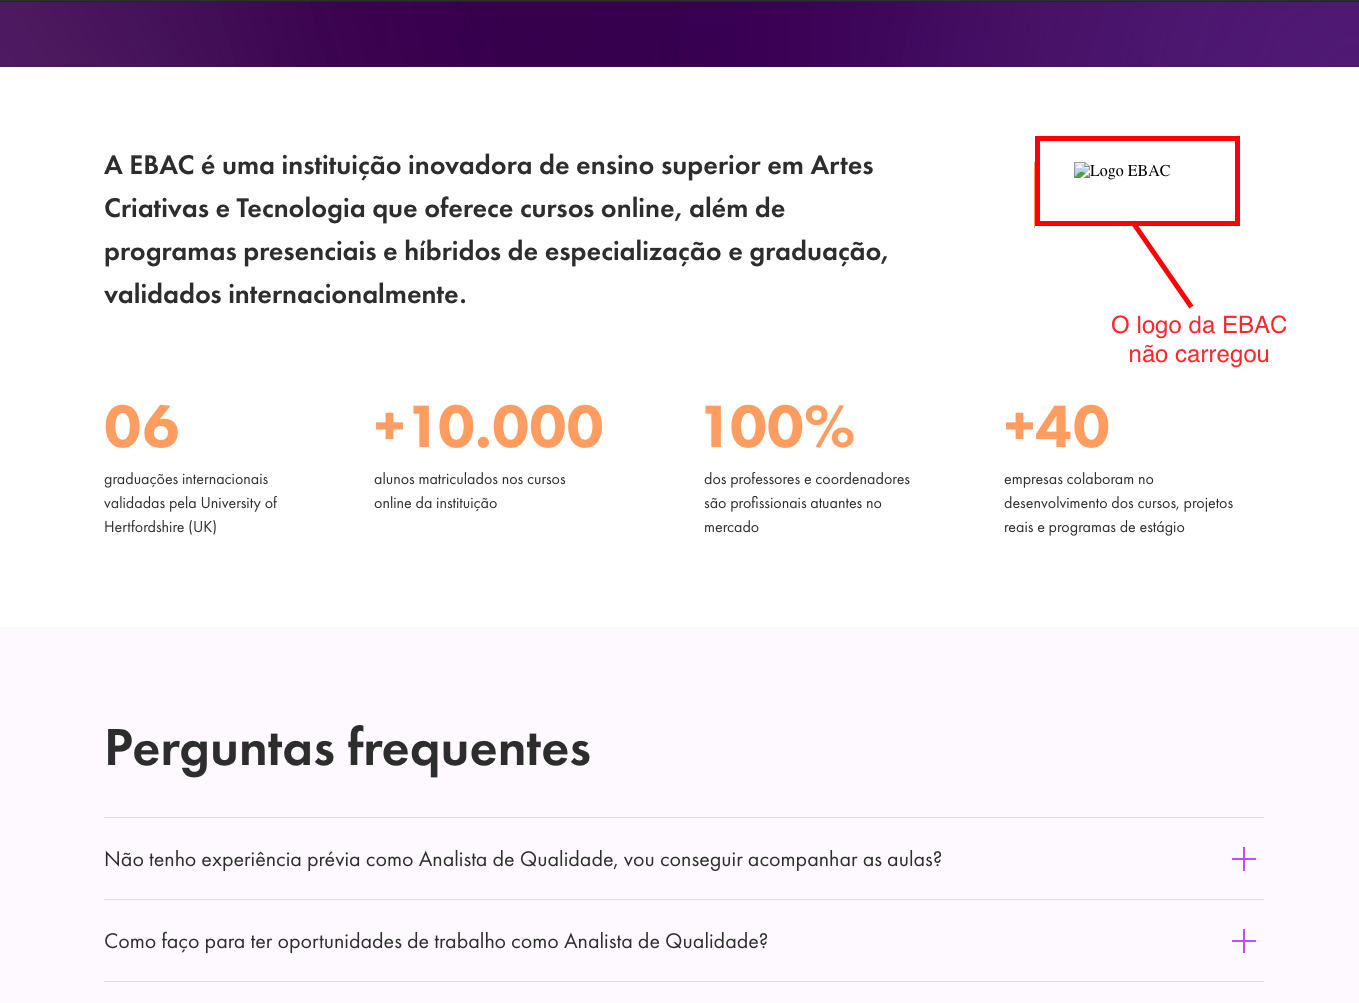 A EBAC é uma instituição inovadora de ensino superior em Artes
Criativas e Tecnologia que oferece cursos online, além de
programas presenciais e híbridos de especialização e graduação,
validados internacionalmente.
Logo EBAC
O logo da EBAC
não carregou
06
graduações internacionais
validadas pela University of
Hertfordshire (UK)
+10.000
alunos matriculados nos cursos
online da instituição
100%
dos professores e coordenadores
são profissionais atuantes no
mercado
+40
empresas colaboram no
desenvolvimento dos cursos, projetos
reais e programas de estágio
Perguntas frequentes
Não tenho experiência prévia como Analista de Qualidade, vou conseguir acompanhar as aulas?
Como faço para ter oportunidades de trabalho como Analista de Qualidade?